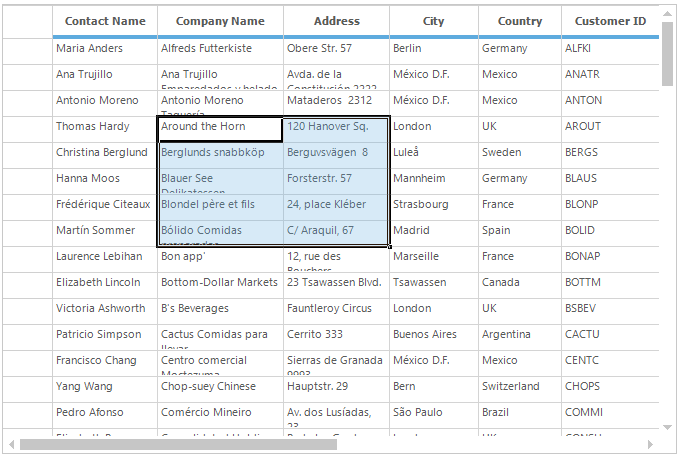 Contact Name Company Name Address City Country Customer ID
Maria Anders Alfreds Futterkiste Obere Str. 57 Berlin Germany ALFKI
Ana Trujillo Ana Trujillo Avda. de la México D.F. Mexico ANATR
Emparedados y helado Constitución 2222
Antonio Moreno Antonio Moreno Mataderos 2312 México D.F. Mexico ANTON
Taquería
Thomas Hardy Around the Horn 120 Hanover Sq. London UK AROUT
Christina Berglund Berglunds snabbköp Berguvsvägen 8 Luleå Sweden BERGS
Hanna Moos Blauer See Forsterstr. 57 Mannheim Germany BLAUS
Delikatessen
Frédérique Citeaux Blondel père et fils 24, place Kléber Strasbourg France BLONP
Martín Sommer Bólido Comidas C/ Araquil, 67 Madrid Spain BOLID
preparadas
Laurence Lebihan Bon app' 12, rue des Marseille France BONAP
Bouchers
Elizabeth Lincoln Bottom-Dollar Markets 23 Tsawassen Blvd. Tsawassen Canada BOTTM
Victoria Ashworth B's Beverages Fauntleroy Circus London UK BSBEV
Patricio Simpson Cactus Comidas para Cerrito 333 Buenos Aires Argentina CACTU
llevar
Francisco Chang Centro comercial Sierras de Granada México D.F. Mexico CENTC
Moctezuma 9993
Yang Wang Chop-suey Chinese Hauptstr. 29 Bern Switzerland CHOPS
Pedro Afonso Comércio Mineiro Av. dos Lusíadas, São Paulo Brazil COMMI
23